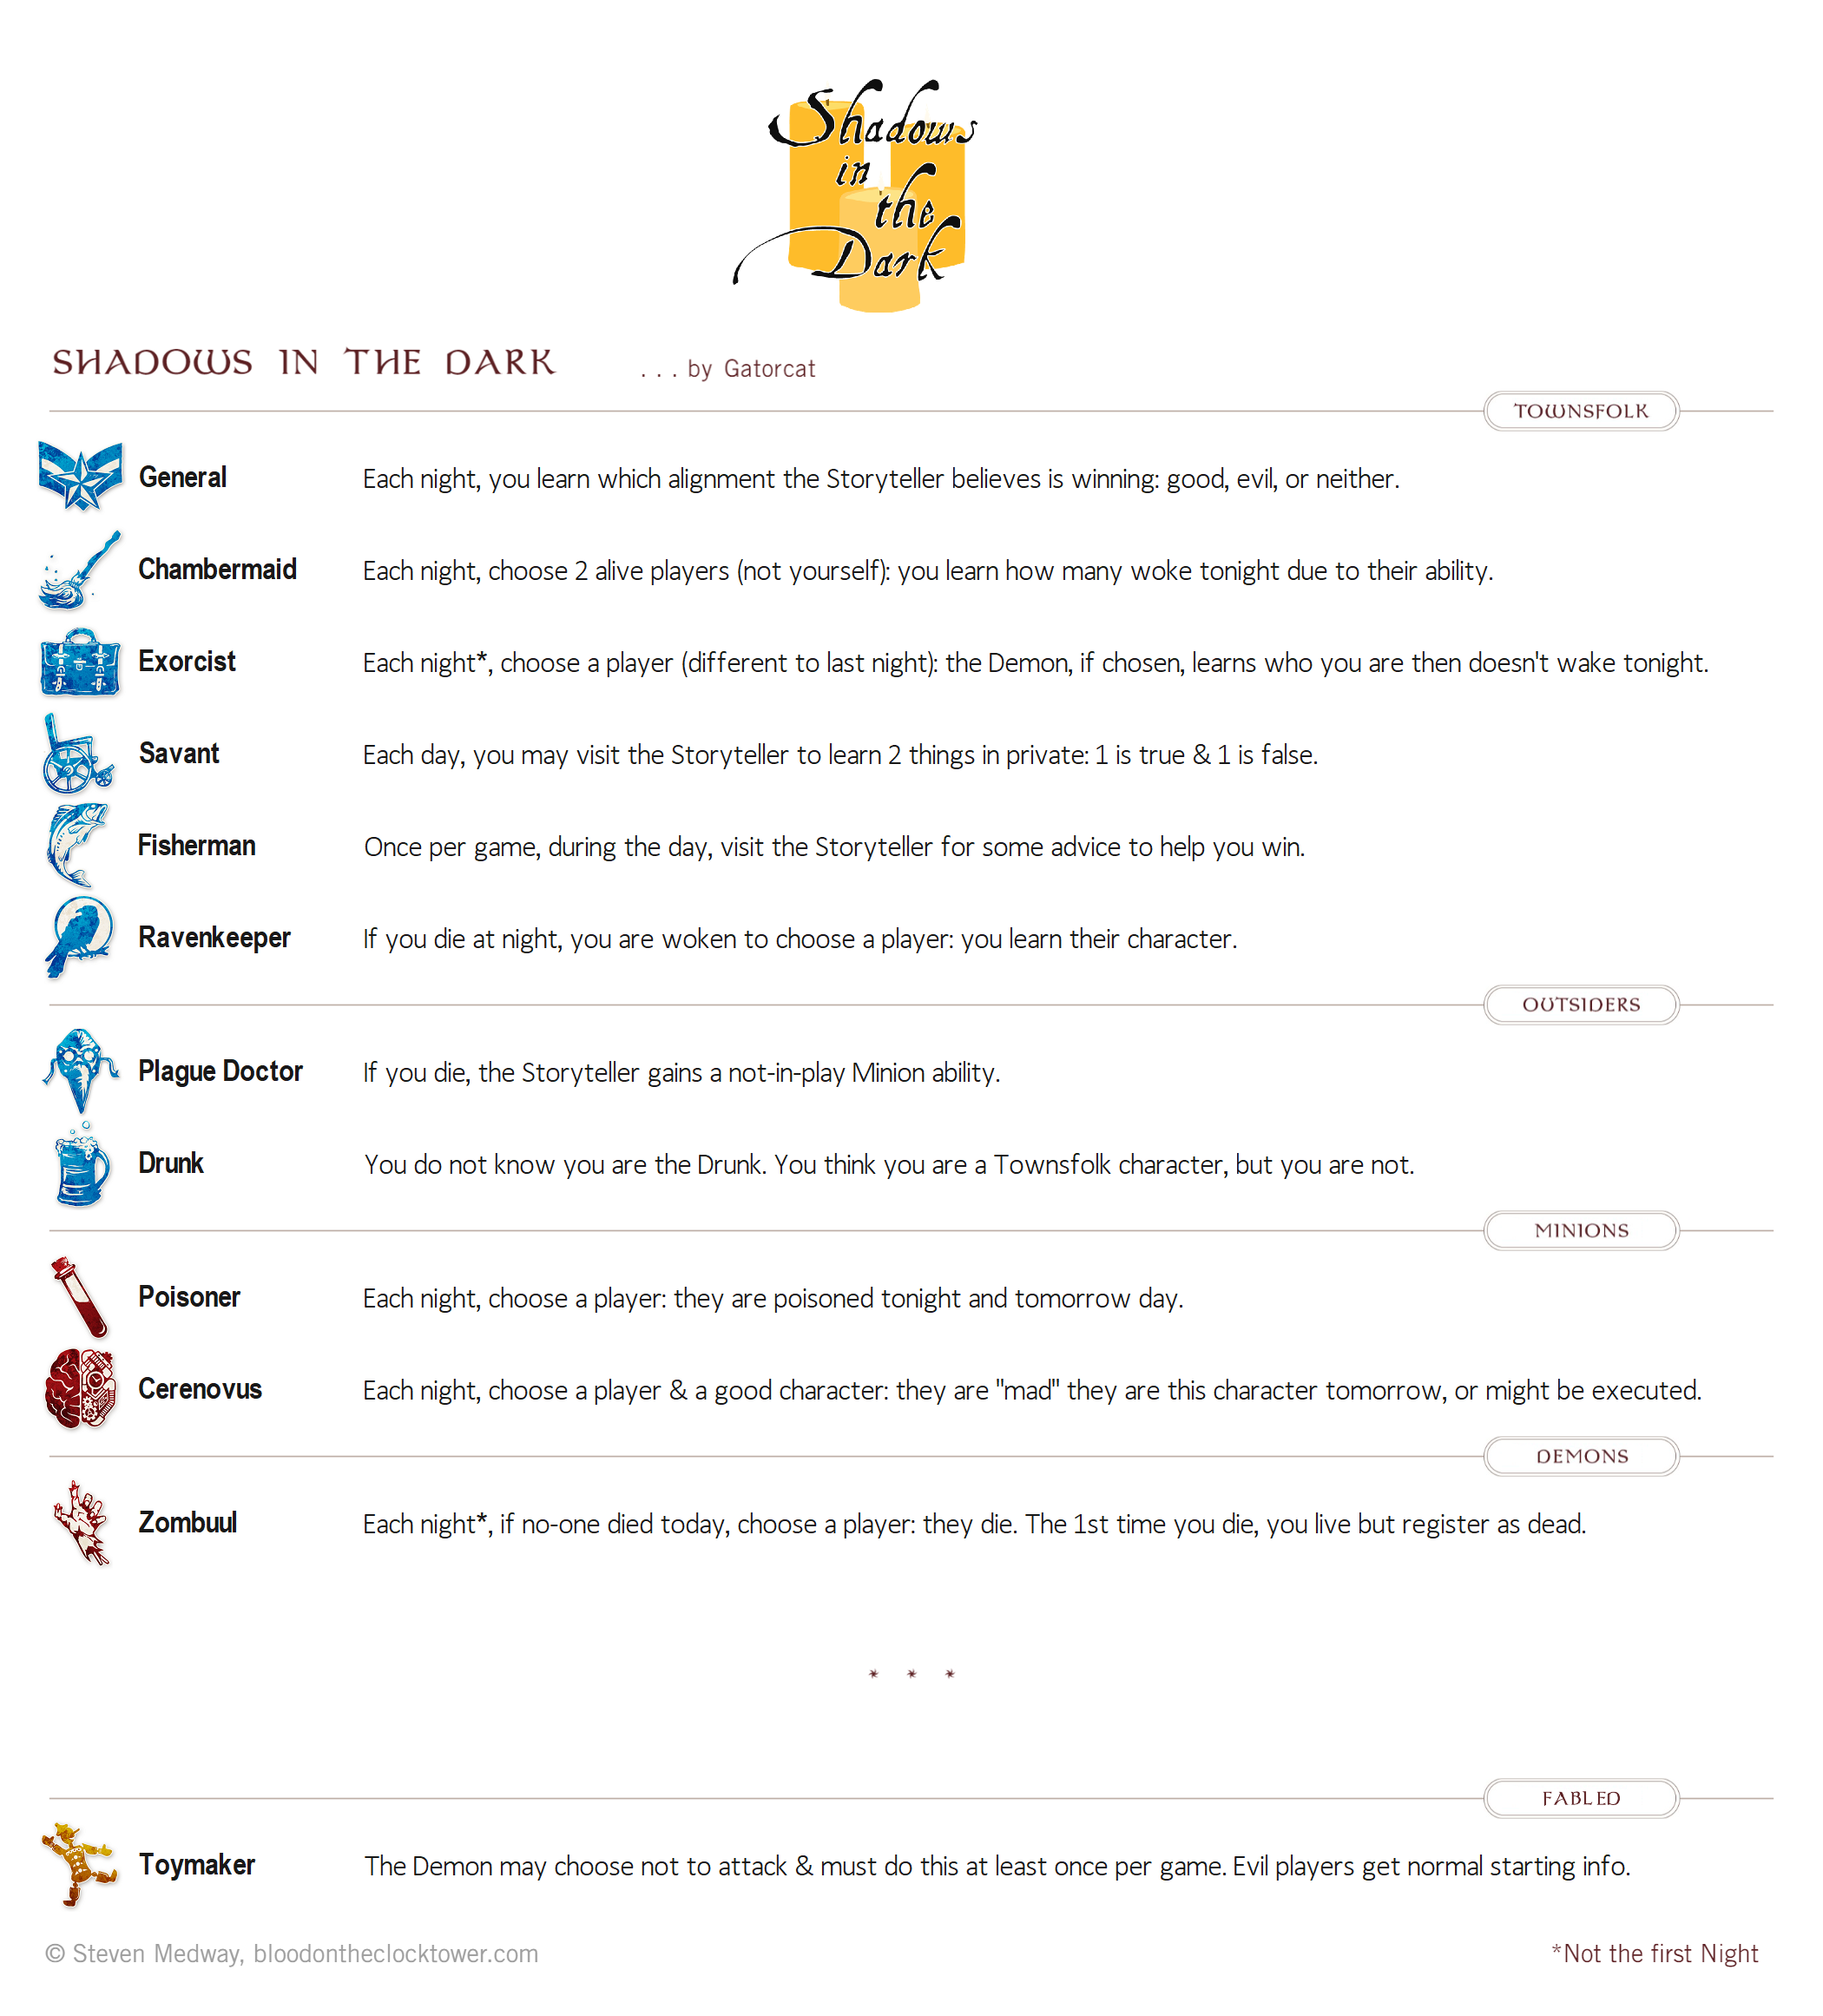 Shadows
in
the
Dark
SHADOWS IN THE DARK . . . by Gatorcat
TOWNSFOLK
General Each night, you learn which alignment the Storyteller believes is winning: good, evil, or neither.
Chambermaid Each night, choose 2 alive players (not yourself): you learn how many woke tonight due to their ability.
Exorcist Each night*, choose a player (different to last night): the Demon, if chosen, learns who you are then doesn't wake tonight.
Savant Each day, you may visit the Storyteller to learn 2 things in private: 1 is true & 1 is false.
Fisherman Once per game, during the day, visit the Storyteller for some advice to help you win.
Ravenkeeper If you die at night, you are woken to choose a player: you learn their character.
OUTSIDERS
Plague Doctor If you die, the Storyteller gains a not-in-play Minion ability.
Drunk You do not know you are the Drunk. You think you are a Townsfolk character, but you are not.
MINIONS
Poisoner Each night, choose a player: they are poisoned tonight and tomorrow day.
Cerenovus Each night, choose a player & a good character: they are "mad" they are this character tomorrow, or might be executed.
DEMONS
Zombuul Each night*, if no-one died today, choose a player: they die. The 1st time you die, you live but register as dead.
* * *
FABLED
Toymaker The Demon may choose not to attack & must do this at least once per game. Evil players get normal starting info.
© Steven Medway, bloodontheclocktower.com *Not the first Night